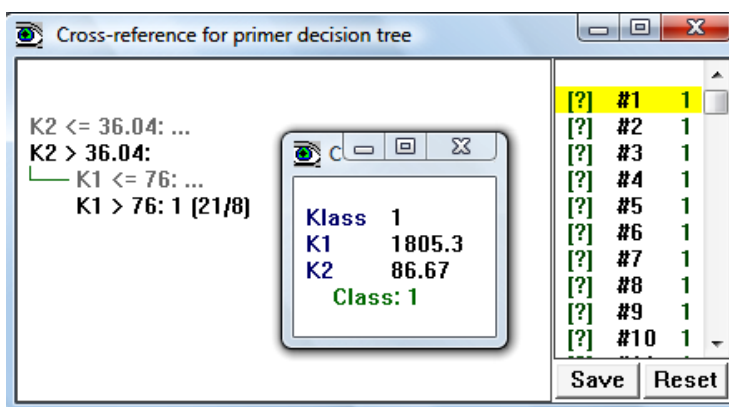 Cross-reference for primer decision tree
K2 <= 36.04: ...
K2 > 36.04:
K1 <= 76: ...
K1 > 76: 1 (21/8)
C
Klass 1
K1 1805.3
K2 86.67
Class: 1
[?] #1 1
[?] #2 1
[?] #3 1
[?] #4 1
[?] #5 1
[?] #6 1
[?] #7 1
[?] #8 1
[?] #9 1
[?] #10 1
Save Reset